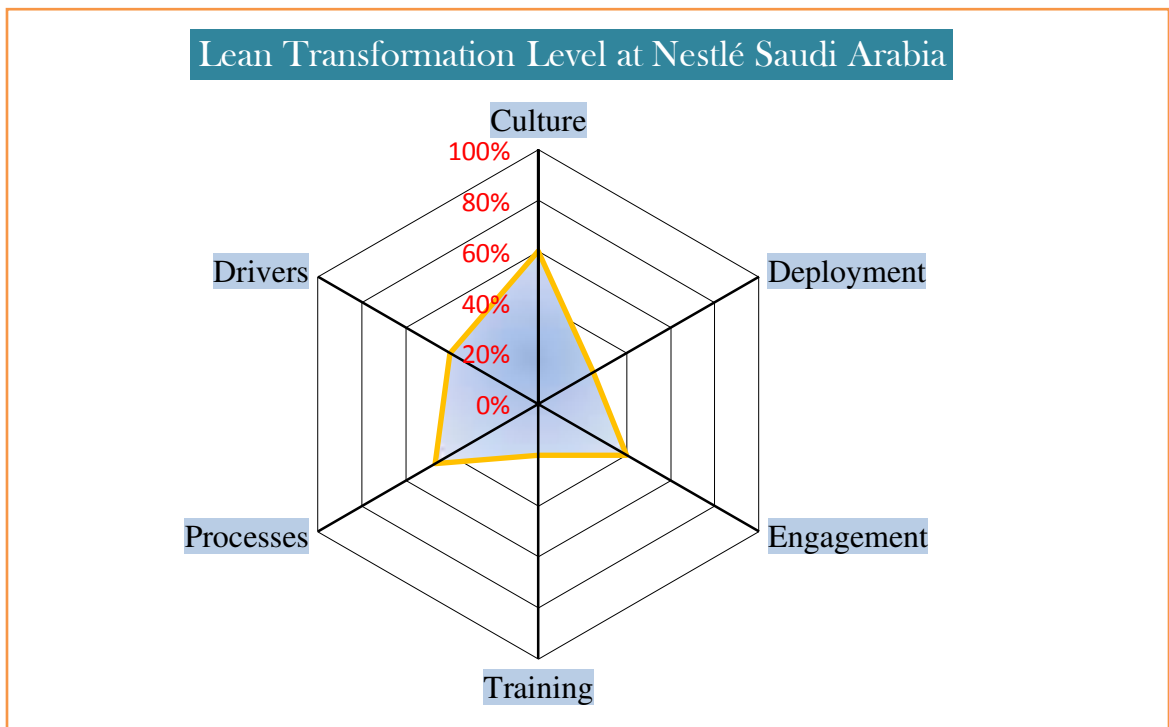 Lean Transformation Level at Nestlé Saudi Arabia
Culture
100%
80%
60%
40%
20%
0%
Drivers
Deployment
Processes
Engagement
Training